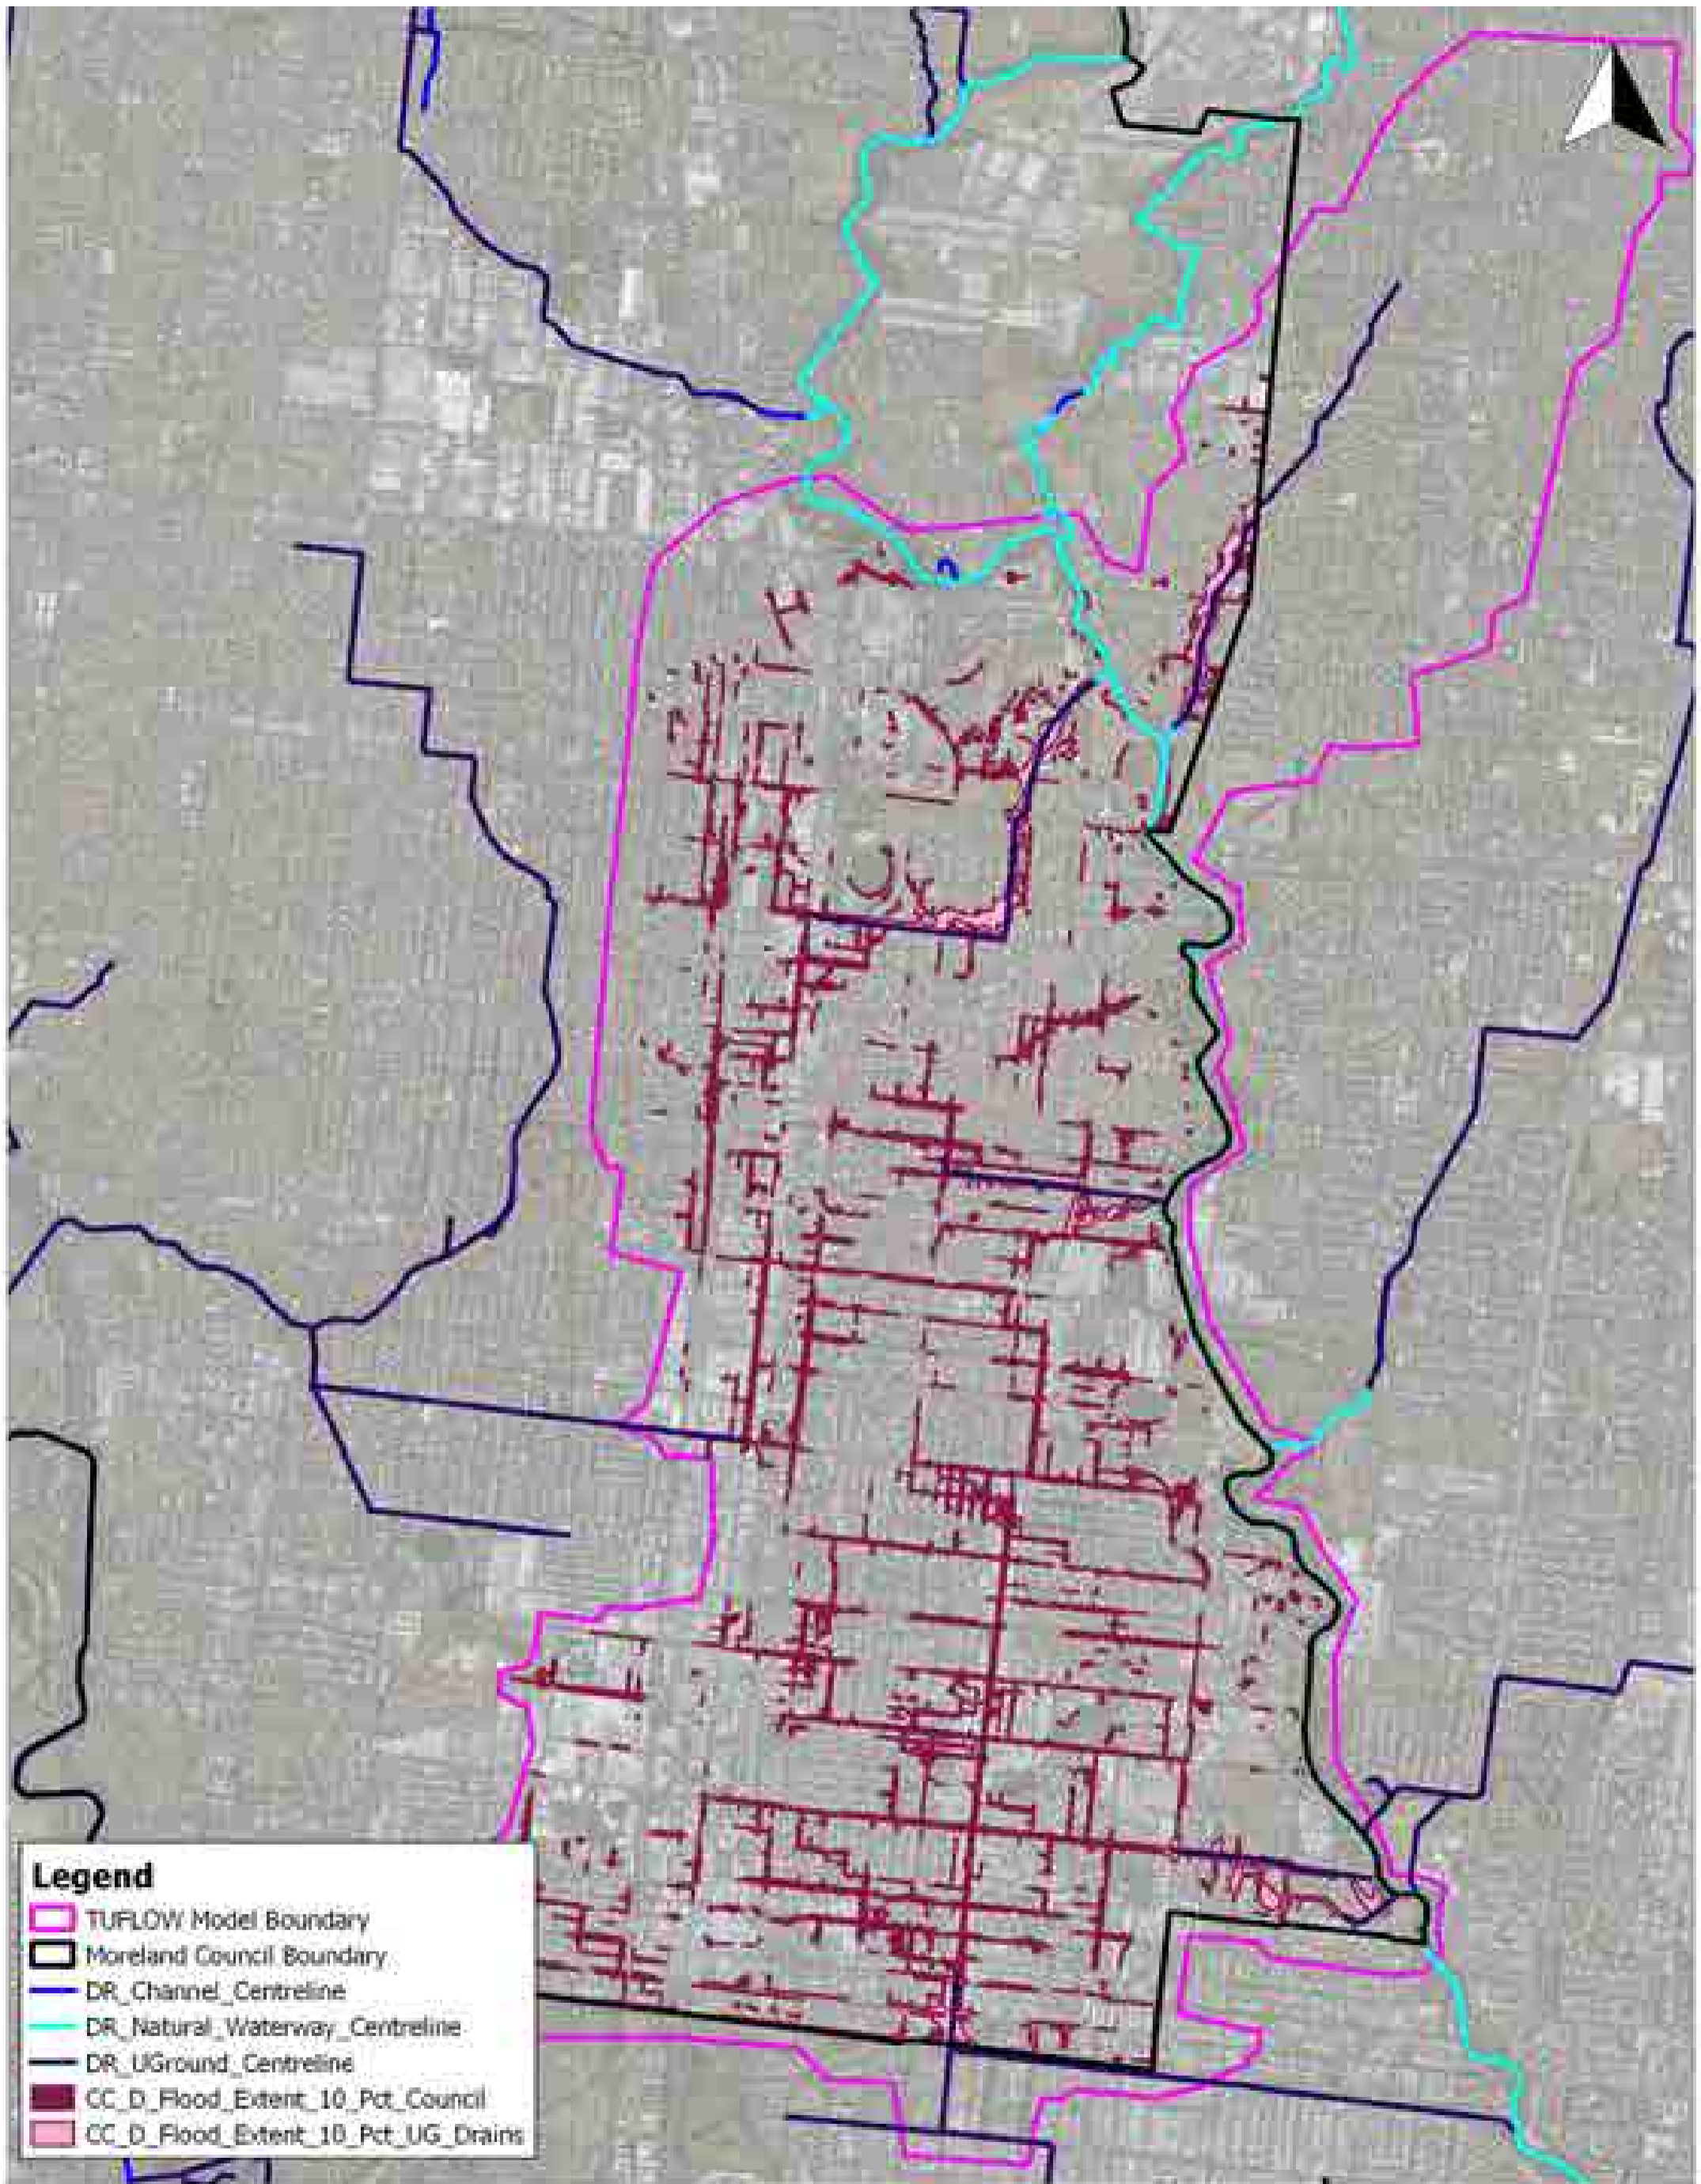 Legend
TUFLOW Model Boundary
Moreland Council Boundary
DR_Channel_Centreline
DR_Natural_Waterway_Centreline
DR_UGround_Centreline
CC_D_Flood_Extent_10_Pct_Council
CC_D_Flood_Extent_10_Pct_UG_Drains